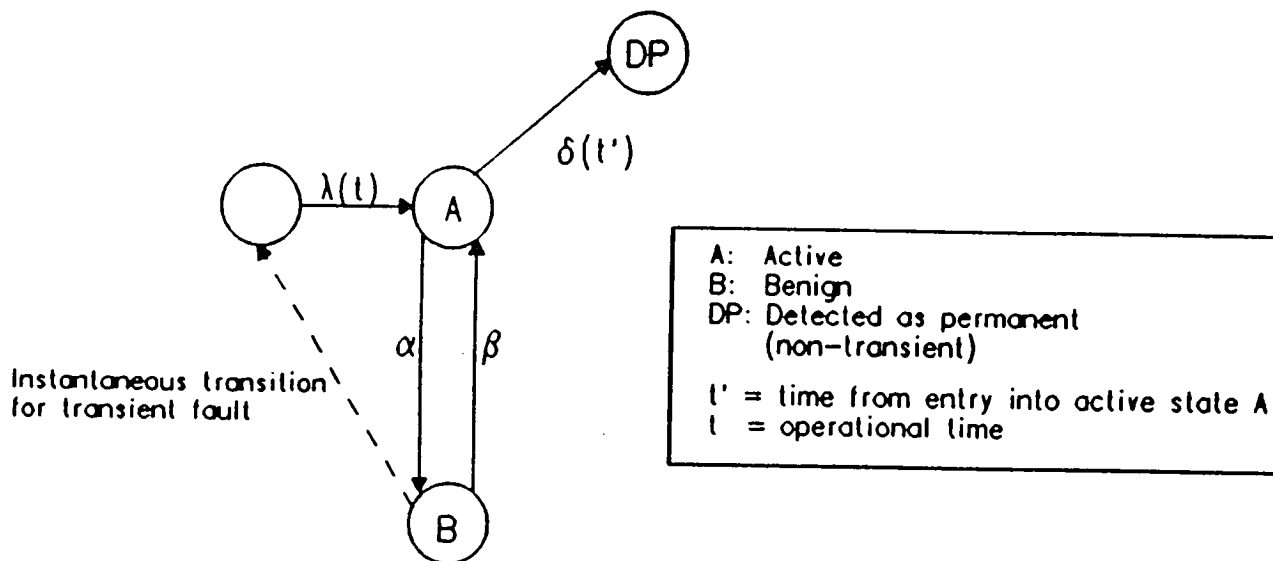 DP
δ(t')
λ(t)
A
α
β
Instantaneous transition
for transient fault
B
A: Active
B: Benign
DP: Detected as permanent
(non-transient)
t' = time from entry into active state A
t = operational time